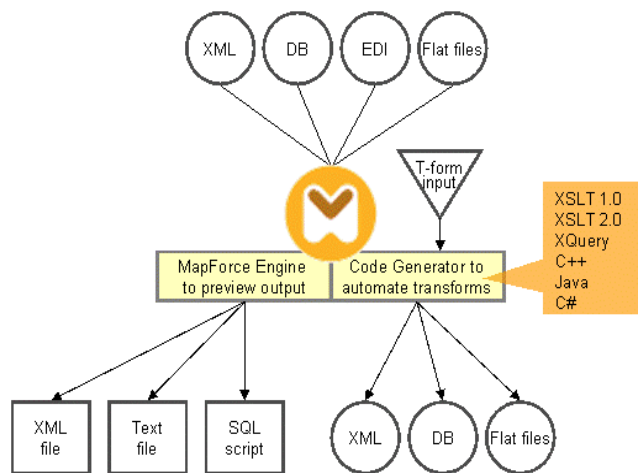 XML
DB
EDI
Flat files
T-form
input
XSLT 1.0
XSLT 2.0
XQuery
C++
Java
C#
MapForce Engine
to preview output
Code Generator to
automate transforms
XML
file
Text
file
SQL
script
XML
DB
Flat files